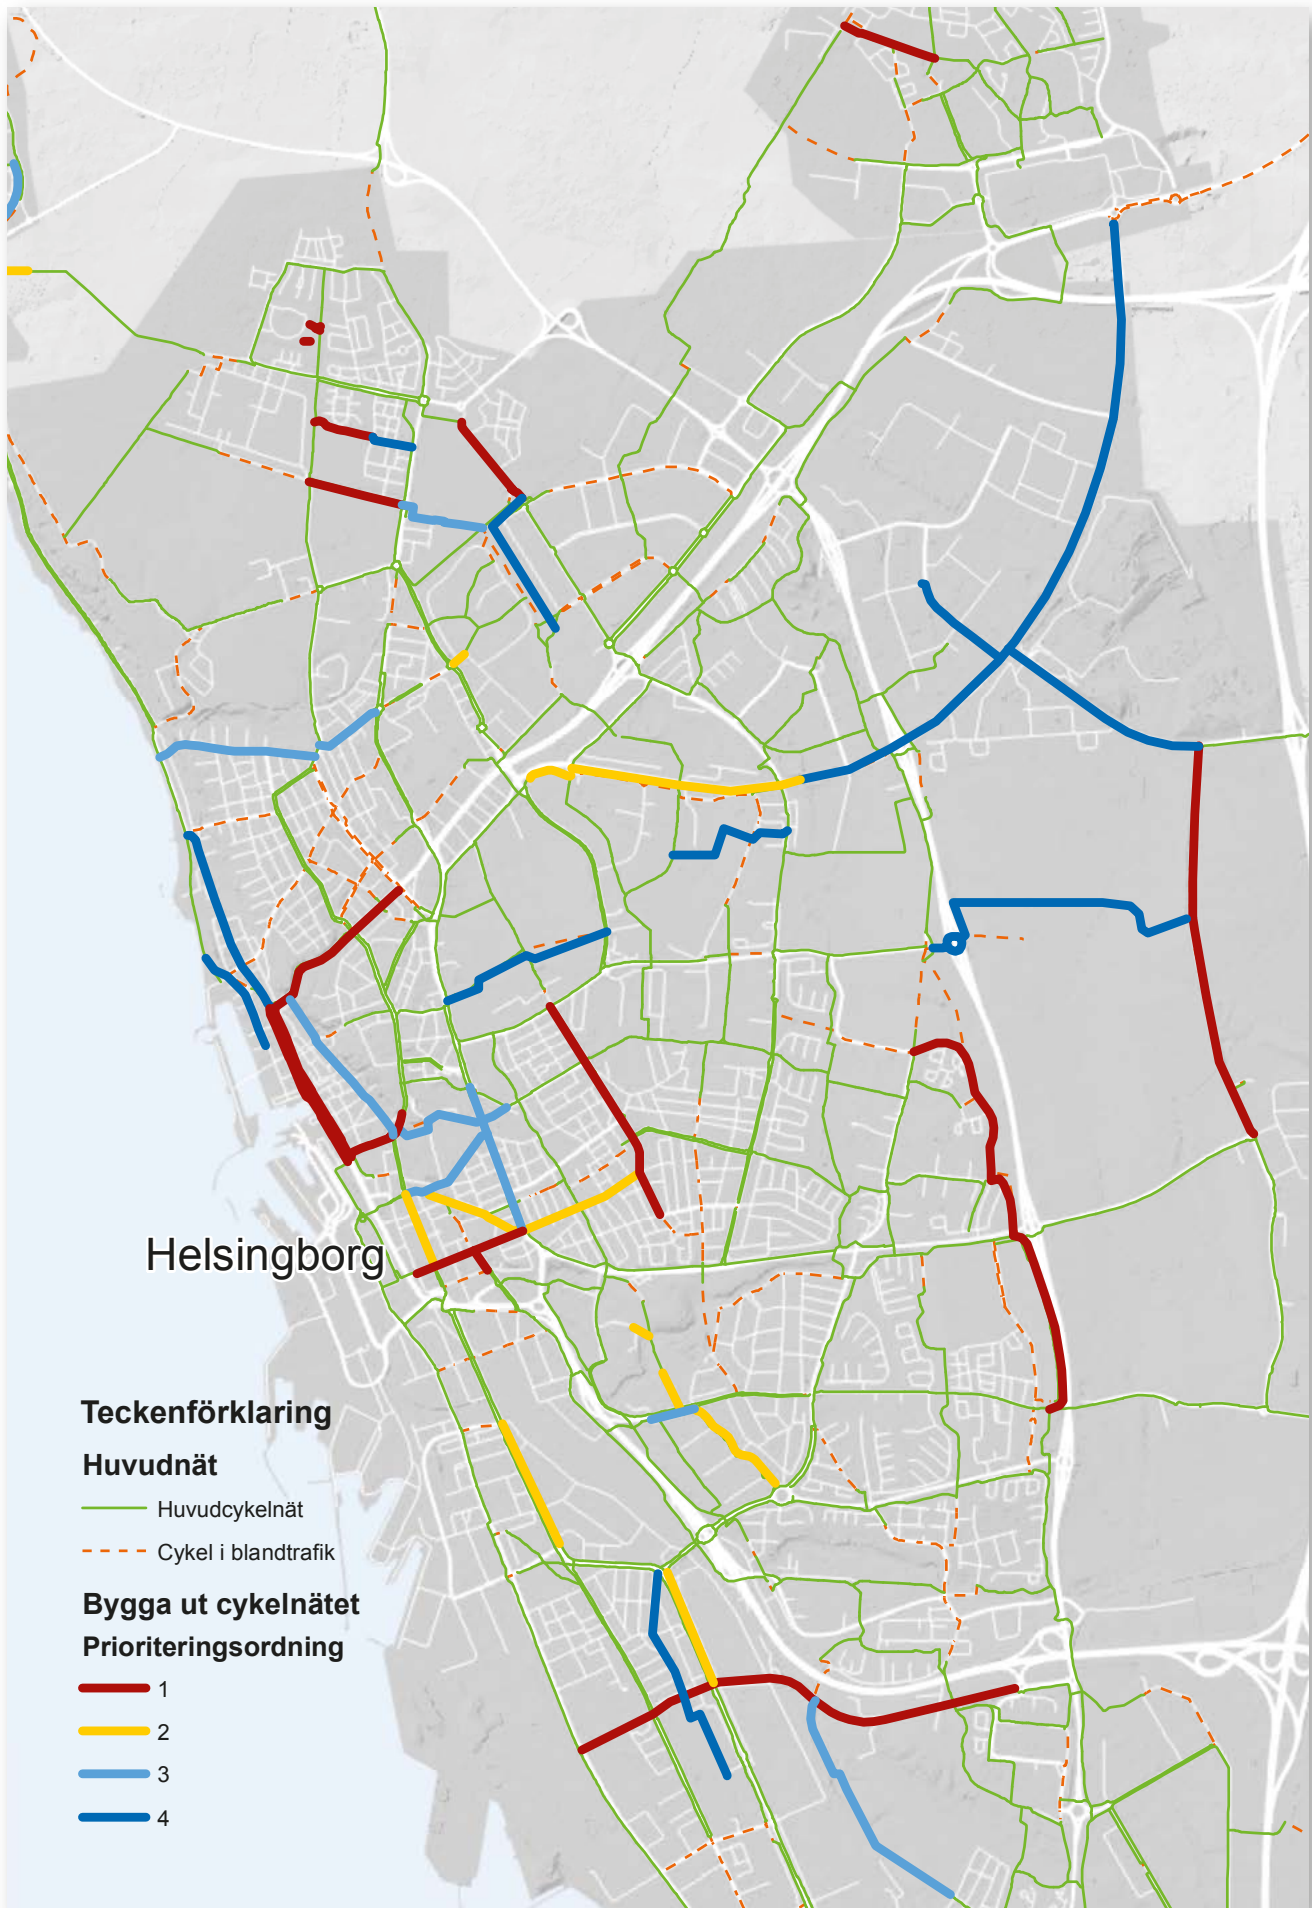 Helsingborg
Teckenförklaring
Huvudnät
Huvudcykelnät
Cykel i blandtrafik
Bygga ut cykelnätet
Prioriteringsordning
1
2
3
4